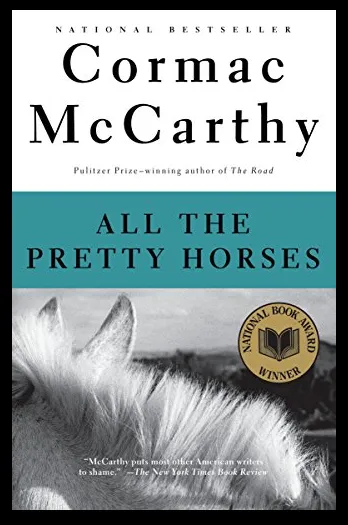 NATIONAL BESTSELLER
Cormac
McCarthy
Pulitzer Prize–winning author of The Road
ALL THE
PRETTY HORSES
NATIONAL BOOK AWARD
WINNER
“McCarthy puts most other American writers
to shame.” —The New York Times Book Review